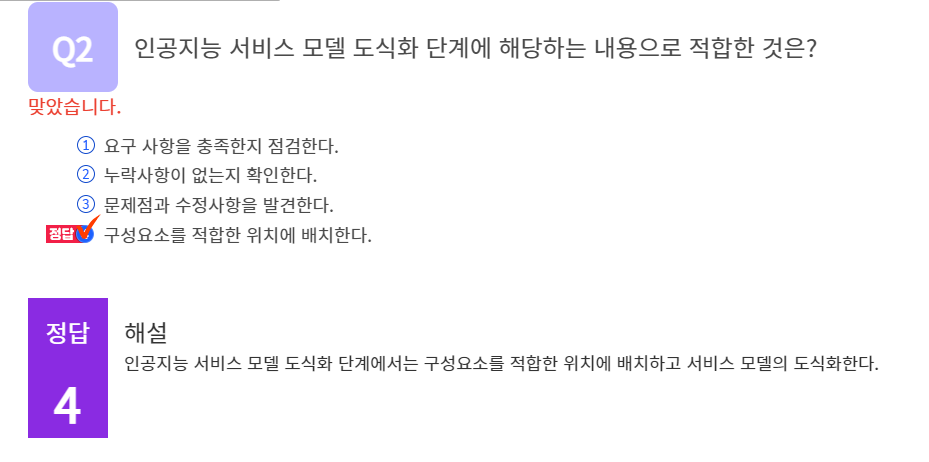 Q2 인공지능 서비스 모델 도식화 단계에 해당하는 내용으로 적합한 것은?
맞았습니다.
① 요구 사항을 충족한지 점검한다.
② 누락사항이 없는지 확인한다.
③ 문제점과 수정사항을 발견한다.
정답 구성요소를 적합한 위치에 배치한다.
정답 해설
인공지능 서비스 모델 도식화 단계에서는 구성요소를 적합한 위치에 배치하고 서비스 모델의 도식화한다.
4